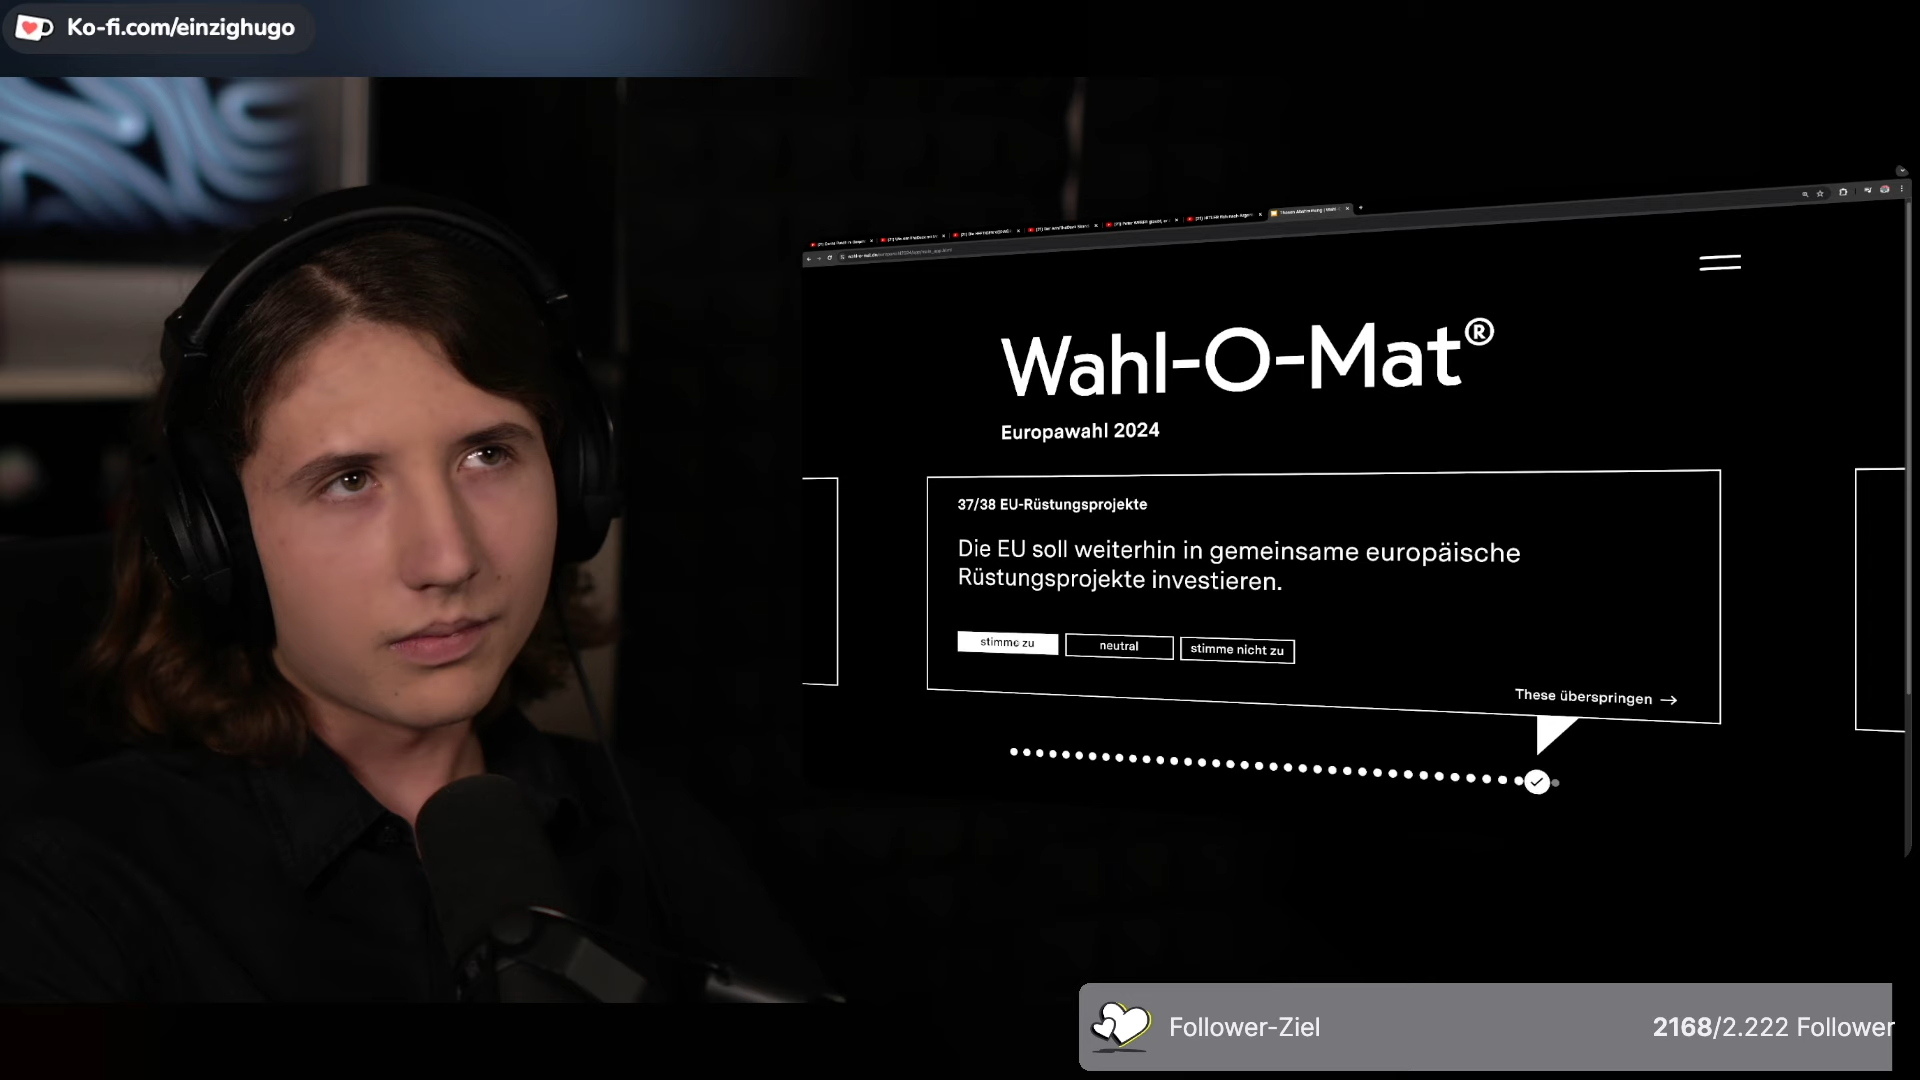 Ko-fi.com/einzighugo
Wahl-O-Mat®
Europawahl 2024
37/38 EU-Rüstungsprojekte
Die EU soll weiterhin in gemeinsame europäische
Rüstungsprojekte investieren.
stimme zu
neutral
stimme nicht zu
These überspringen →
Follower-Ziel
2168/2.222 Follower